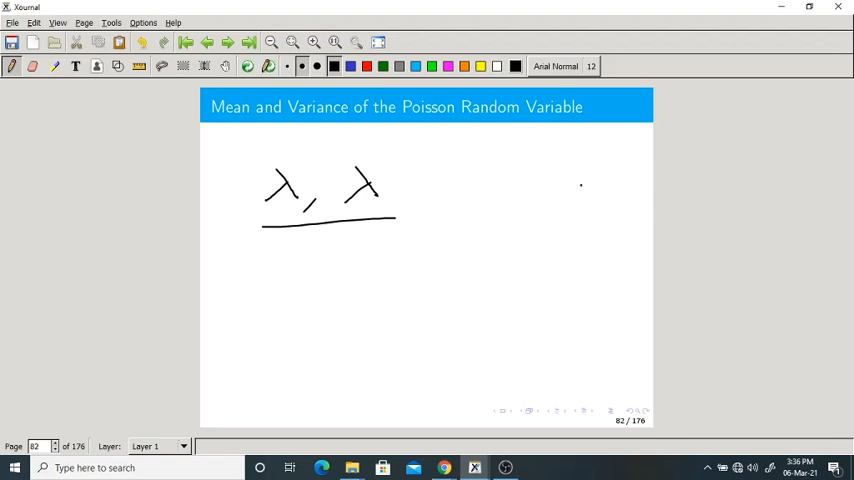 Xournal
File Edit View Page Tools Options Help
Arial Normal 12
Mean and Variance of the Poisson Random Variable
λ, λ
82 / 176
Page 82 of 176 Layer: Layer 1
Type here to search
3:36 PM
06-Mar-21